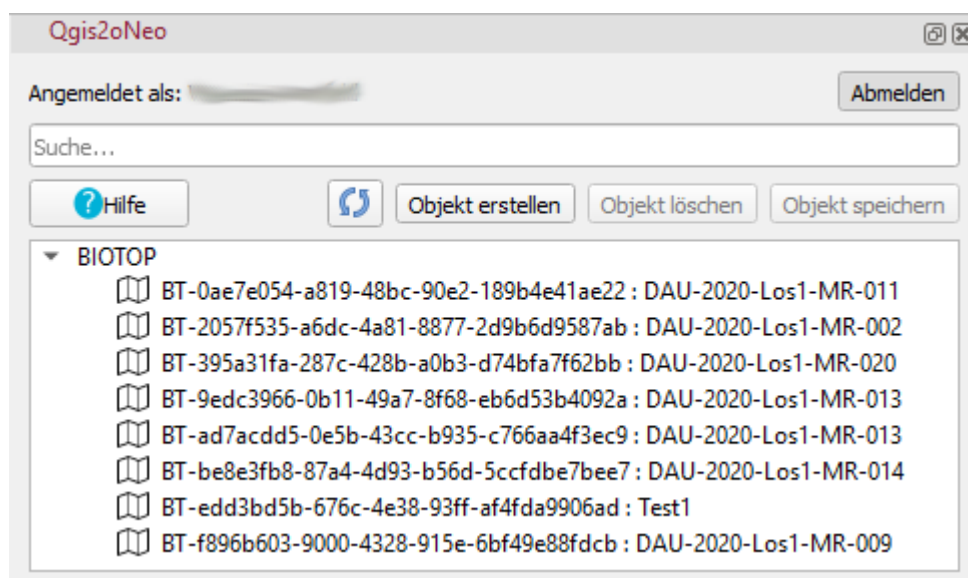 Qgis2oNeo
Angemeldet als:
Abmelden
Suche...
?Hilfe
Objekt erstellen
Objekt löschen
Objekt speichern
BIOTOP
BT-0ae7e054-a819-48bc-90e2-189b4e41ae22 : DAU-2020-Los1-MR-011
BT-2057f535-a6dc-4a81-8877-2d9b6d9587ab : DAU-2020-Los1-MR-002
BT-395a31fa-287c-428b-a0b3-d74bfa7f62bb : DAU-2020-Los1-MR-020
BT-9edc3966-0b11-49a7-8f68-eb6d53b4092a : DAU-2020-Los1-MR-013
BT-ad7acdd5-0e5b-43cc-b935-c766aa4f3ec9 : DAU-2020-Los1-MR-013
BT-be8e3fb8-87a4-4d93-b56d-5ccfdbe7bee7 : DAU-2020-Los1-MR-014
BT-edd3bd5b-676c-4e38-93ff-af4fda9906ad : Test1
BT-f896b603-9000-4328-915e-6bf49e88fdcb : DAU-2020-Los1-MR-009